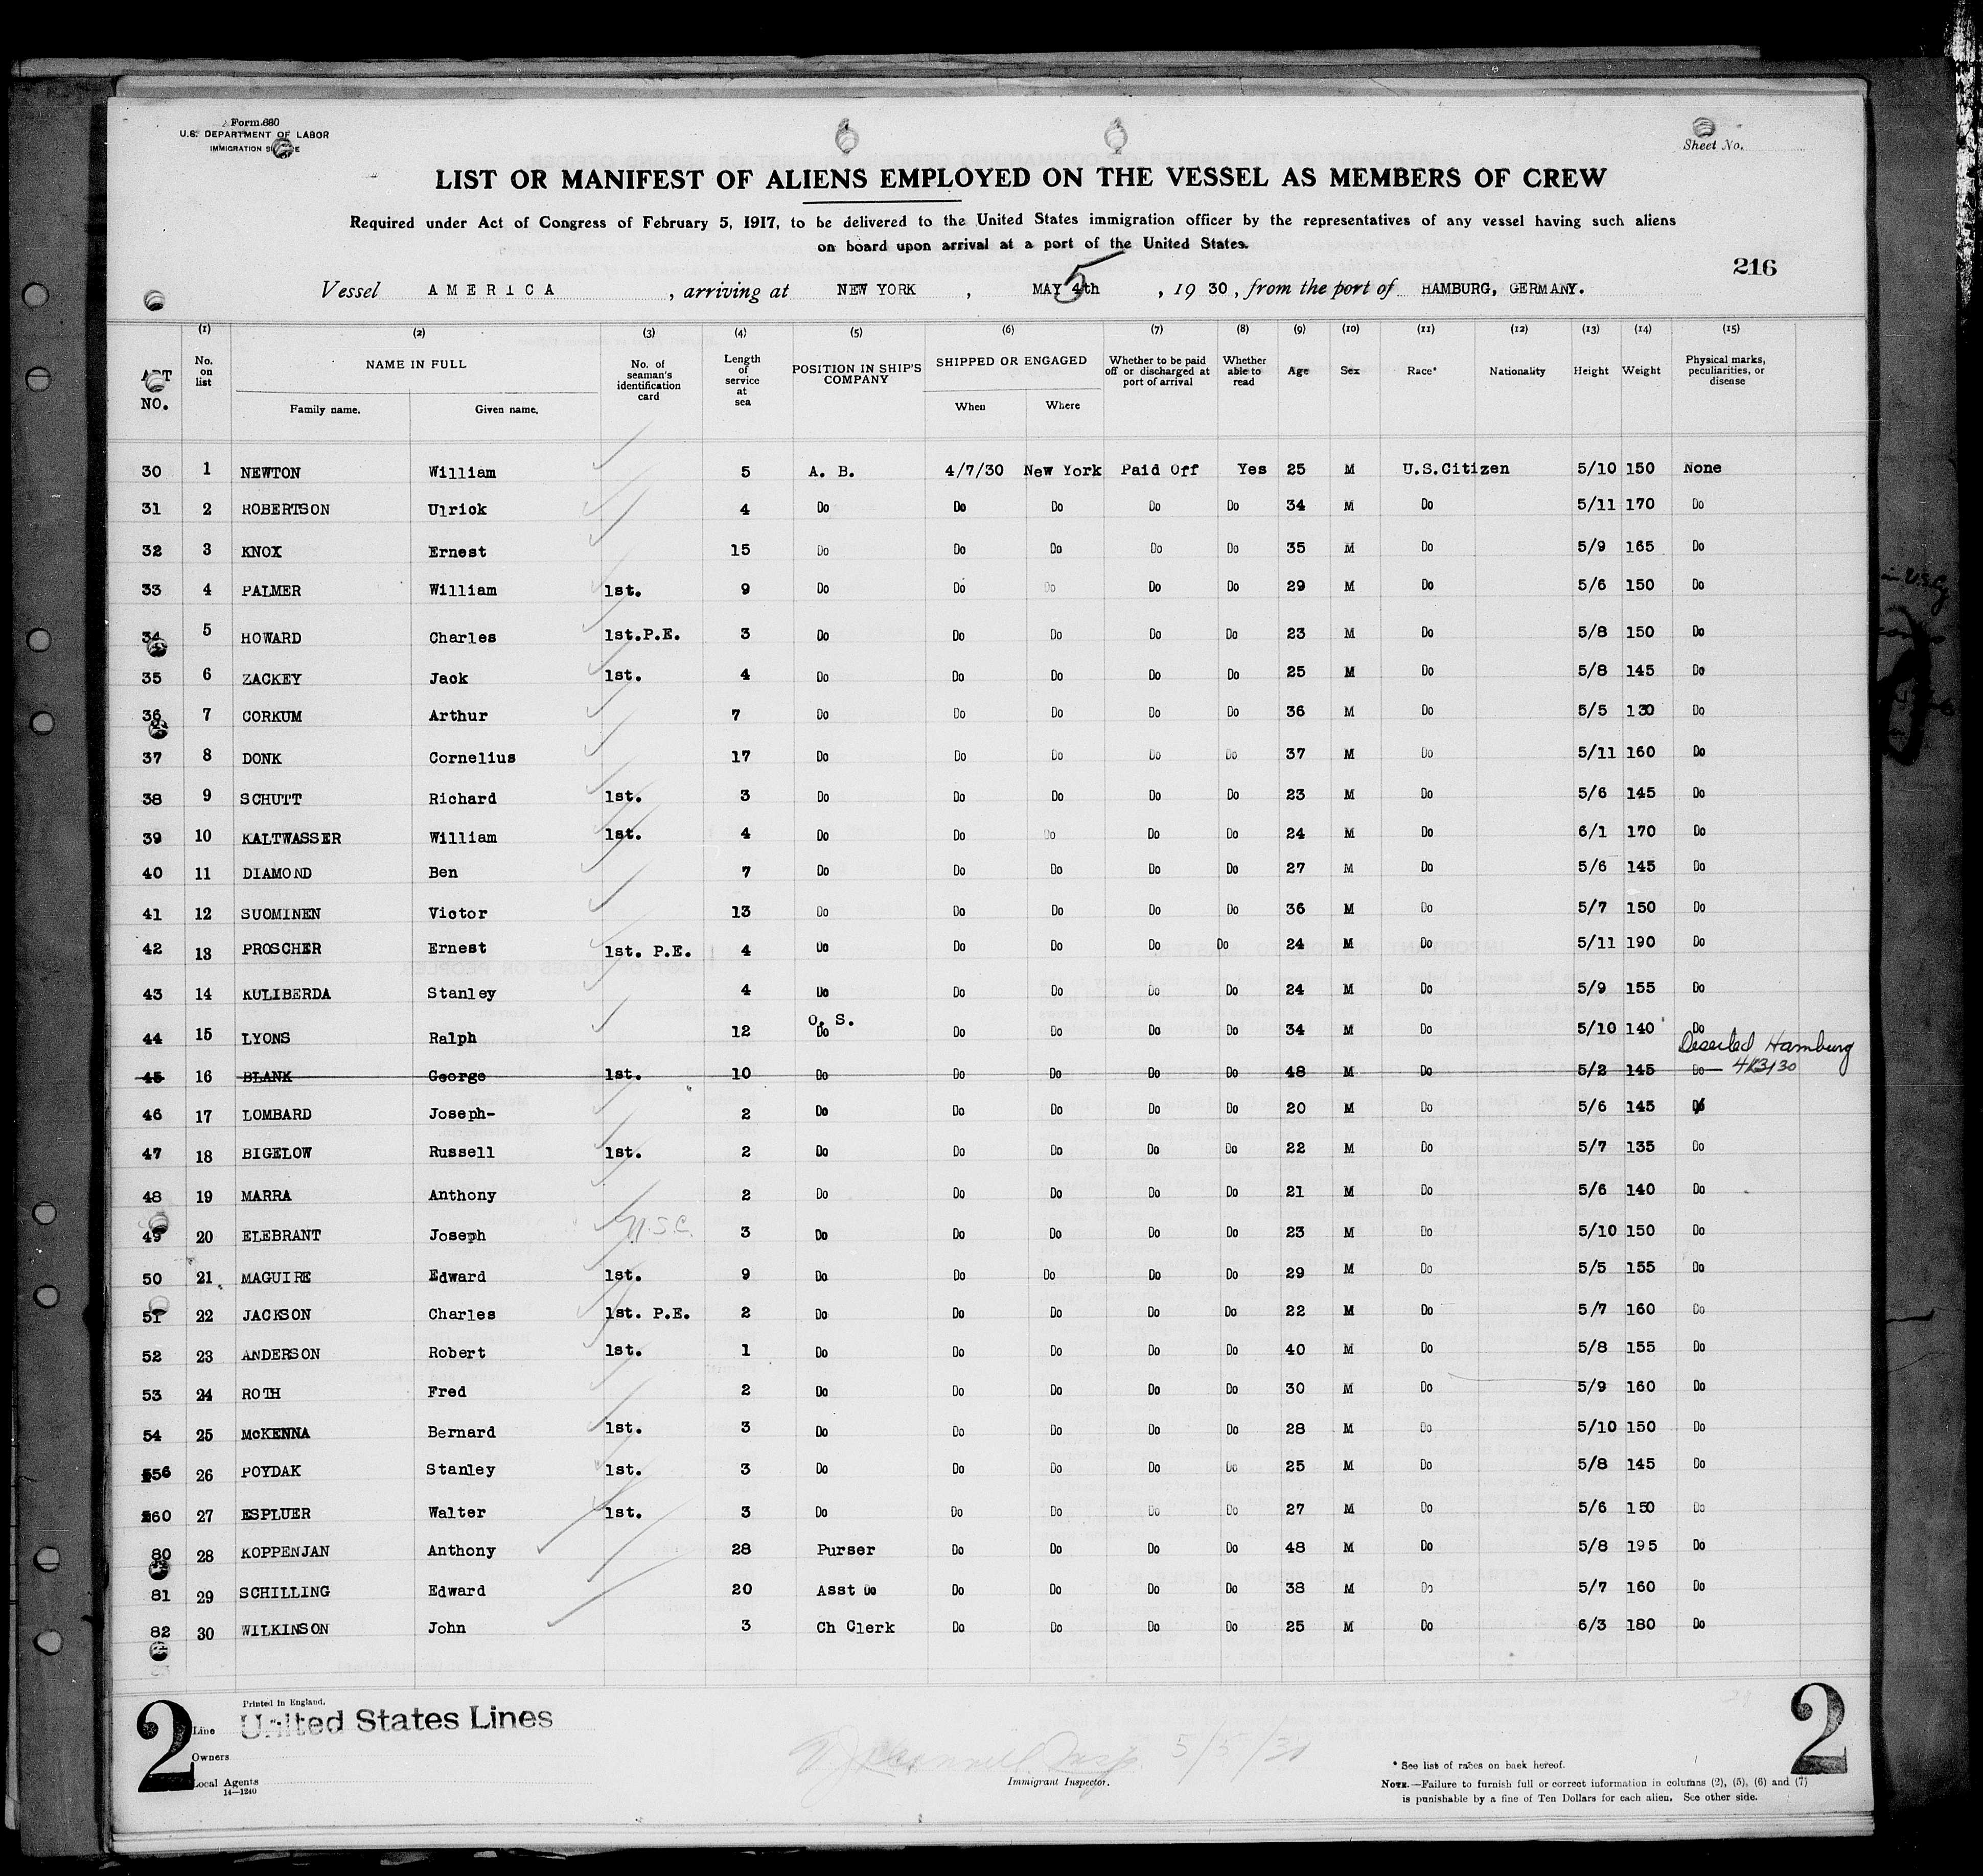 Form 680
U.S. DEPARTMENT OF LABOR
IMMIGRATION
Sheet No.
LIST OR MANIFEST OF ALIENS EMPLOYED ON THE VESSEL AS MEMBERS OF CREW
Required under Act of Congress of February 5, 1917, to be delivered to the United States immigration officer by the representatives of any vessel having such aliens
on board upon arrival at a port of the United States.
216
Vessel AMERICA, arriving at NEW YORK, MAY 4th 5, 1930, from the port of HAMBURG, GERMANY.
(1) (2) (3) (4) (5) (6) (7) (8) (9) (10) (11) (12) (13) (14) (15)
ART NO. No. on list NAME IN FULL No. of seaman's identification card Length of service at sea POSITION IN SHIP'S COMPANY SHIPPED OR ENGAGED Whether to be paid off or discharged at port of arrival Whether able to read Age Sex Race* Nationality Height Weight Physical marks, peculiarities, or disease
Family name. Given name. When Where
30 1 NEWTON William 5 A. B. 4/7/30 New York Paid Off Yes 25 M U.S.Citizen 5/10 150 None
31 2 ROBERTSON Ulrick 4 Do Do Do Do Do 34 M Do 5/11 170 Do
32 3 KNOX Ernest 15 Do Do Do Do Do 35 M Do 5/9 165 Do
33 4 PALMER William 1st. 9 Do Do Do Do Do 29 M Do 5/6 150 Do
34 5 HOWARD Charles 1st.P.E. 3 Do Do Do Do Do 23 M Do 5/8 150 Do
35 6 ZACKEY Jack 1st. 4 Do Do Do Do Do 25 M Do 5/8 145 Do
36 7 CORKUM Arthur 7 Do Do Do Do Do 36 M Do 5/5 130 Do
37 8 DONK Cornelius 17 Do Do Do Do Do 37 M Do 5/11 160 Do
38 9 SCHUTT Richard 1st. 3 Do Do Do Do Do 23 M Do 5/6 145 Do
39 10 KALTWASSER William 1st. 4 Do Do Do Do Do 24 M Do 6/1 170 Do
40 11 DIAMOND Ben 7 Do Do Do Do Do 27 M Do 5/6 145 Do
41 12 SUOMINEN Victor 13 Do Do Do Do Do 36 M Do 5/7 150 Do
42 13 PROSCHER Ernest 1st. P.E. 4 Do Do Do Do Do 24 M Do 5/11 190 Do
43 14 KULIBERDA Stanley 4 Do Do Do Do Do 24 M Do 5/9 155 Do
44 15 LYONS Ralph 12 O. S. Do Do Do Do Do 34 M Do 5/10 140 Do
Deserted Hamburg
45 16 BLANK George 1st. 10 Do Do Do Do Do 48 M Do 5/2 145 Do 4/23/30
46 17 LOMBARD Joseph- 2 Do Do Do Do Do 20 M Do 5/6 145 Do
47 18 BIGELOW Russell 1st. 2 Do Do Do Do Do 22 M Do 5/7 135 Do
48 19 MARRA Anthony 2 Do Do Do Do Do 21 M Do 5/6 140 Do
49 20 ELEBRANT Joseph U.S.C. 3 Do Do Do Do Do 23 M Do 5/10 150 Do
50 21 MAGUIRE Edward 1st. 9 Do Do Do Do Do 29 M Do 5/5 155 Do
51 22 JACKSON Charles 1st. P.E. 2 Do Do Do Do Do 22 M Do 5/7 160 Do
52 23 ANDERSON Robert 1st. 1 Do Do Do Do Do 40 M Do 5/8 155 Do
53 24 ROTH Fred 2 Do Do Do Do Do 30 M Do 5/9 160 Do
54 25 McKENNA Bernard 1st. 3 Do Do Do Do Do 28 M Do 5/10 150 Do
556 26 POYDAK Stanley 1st. 3 Do Do Do Do Do 25 M Do 5/8 145 Do
560 27 ESPLUER Walter 1st. 3 Do Do Do Do Do 27 M Do 5/6 150 Do
80 28 KOPPENJAN Anthony 28 Purser Do Do Do Do 48 M Do 5/8 195 Do
81 29 SCHILLING Edward 20 Asst Do Do Do Do Do 38 M Do 5/7 160 Do
82 30 WILKINSON John 3 Ch Clerk Do Do Do Do 25 M Do 6/3 180 Do
2 2
Printed in England.
Line United States Lines
Owners
Local Agents
14—1240
Insp. 5/5/30
Immigrant Inspector.
* See list of races on back hereof.
NOTE.—Failure to furnish full or correct information in columns (2), (5), (6) and (7)
is punishable by a fine of Ten Dollars for each alien. See other side.